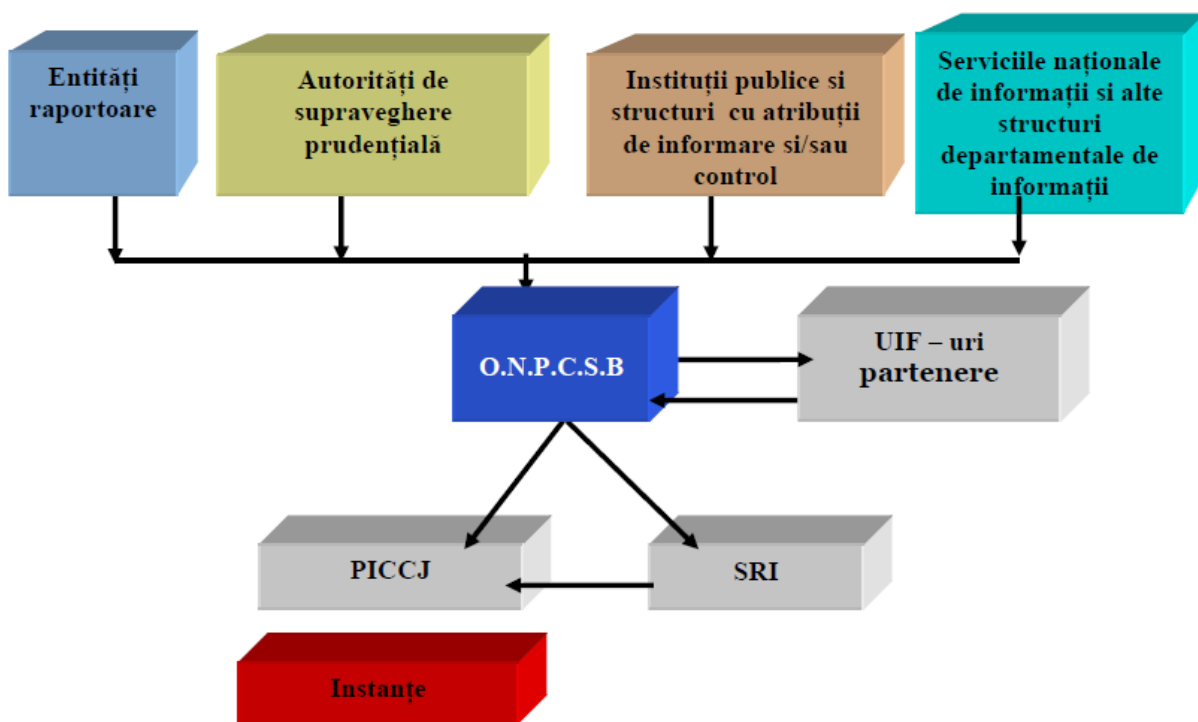 Entități
raportoare
Autorități de
supraveghere
prudențială
Instituții publice si
structuri cu atribuții
de informare si/sau
control
Serviciile naționale
de informații si alte
structuri
departamentale de
informații
O.N.P.C.S.B
UIF – uri
partenere
PICCJ
SRI
Instanțe